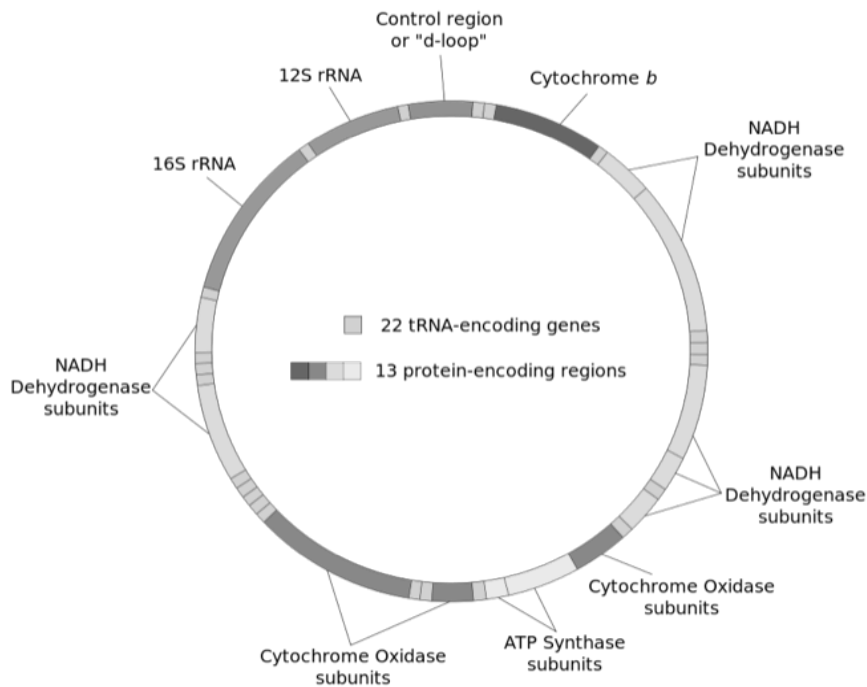 Control region
or "d-loop"
12S rRNA
Cytochrome b
NADH
Dehydrogenase
subunits
16S rRNA
22 tRNA-encoding genes
13 protein-encoding regions
NADH
Dehydrogenase
subunits
NADH
Dehydrogenase
subunits
Cytochrome Oxidase
subunits
ATP Synthase
subunits
Cytochrome Oxidase
subunits